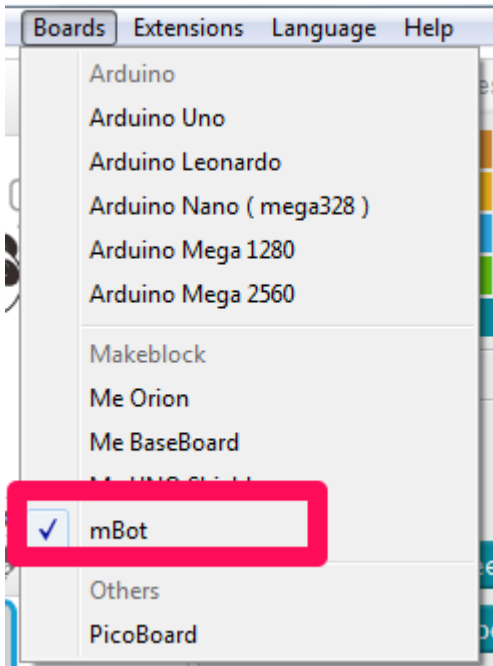 Boards Extensions Language Help
Arduino
Arduino Uno
Arduino Leonardo
Arduino Nano ( mega328 )
Arduino Mega 1280
Arduino Mega 2560
Makeblock
Me Orion
Me BaseBoard
mBot
Others
PicoBoard